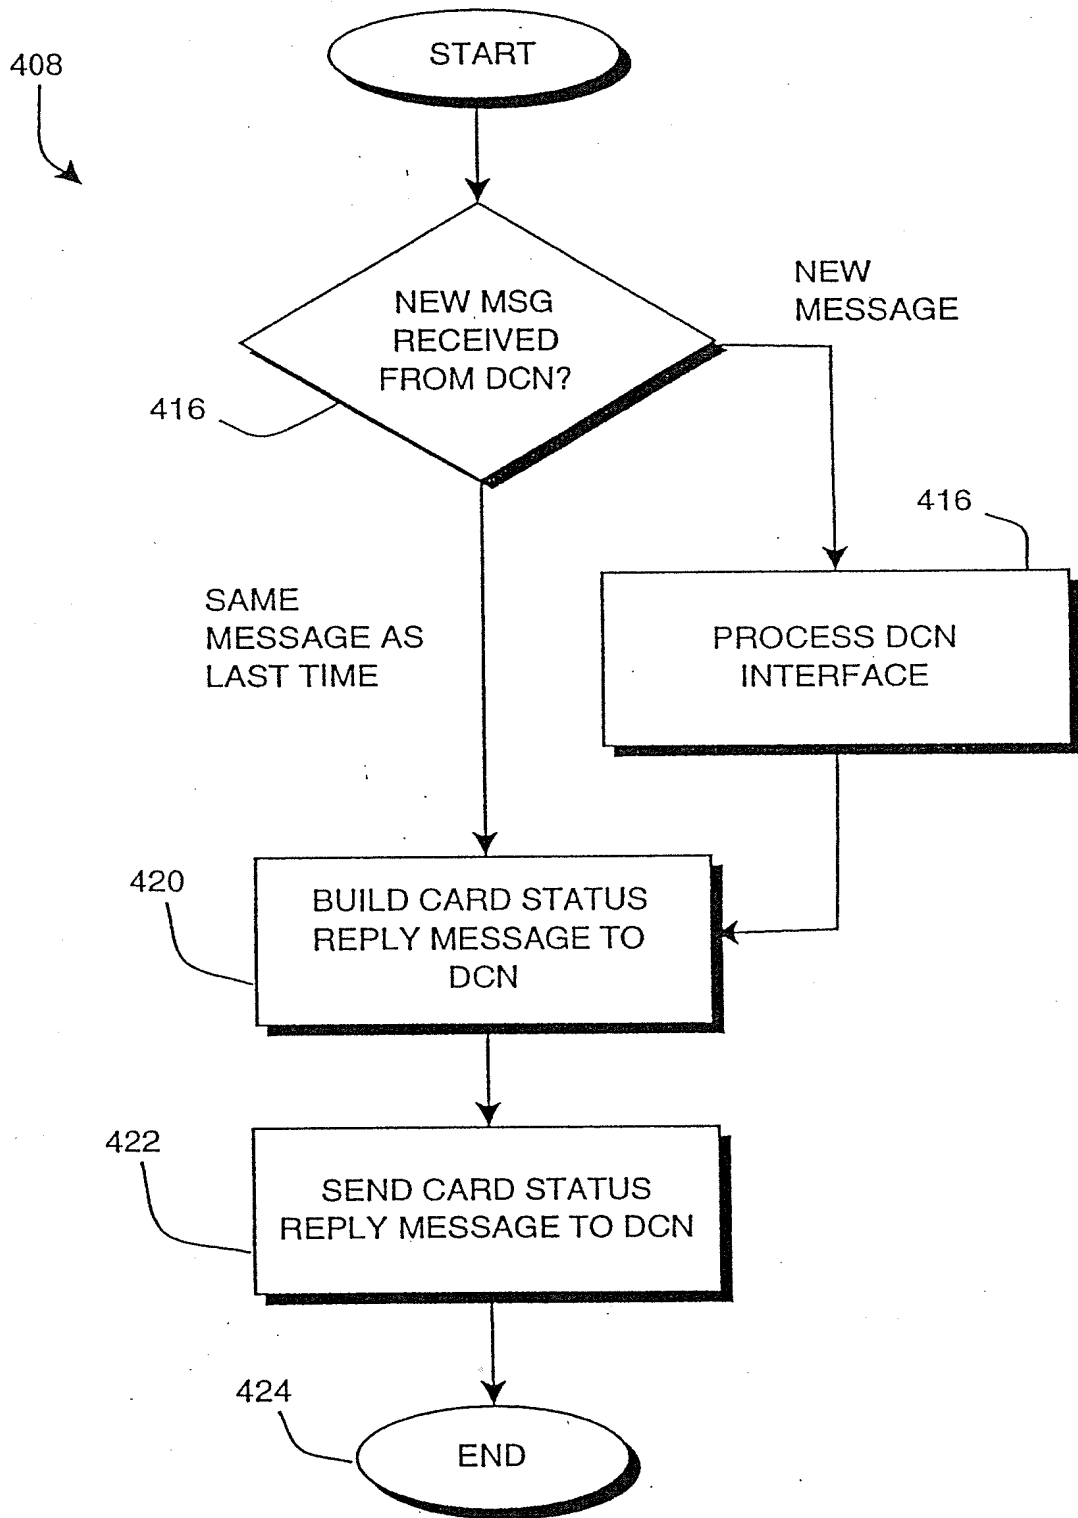 START
408
NEW MSG
RECEIVED
FROM DCN?
NEW
MESSAGE
416
416
SAME
MESSAGE AS
LAST TIME
PROCESS DCN
INTERFACE
420
BUILD CARD STATUS
REPLY MESSAGE TO
DCN
422
SEND CARD STATUS
REPLY MESSAGE TO DCN
424
END